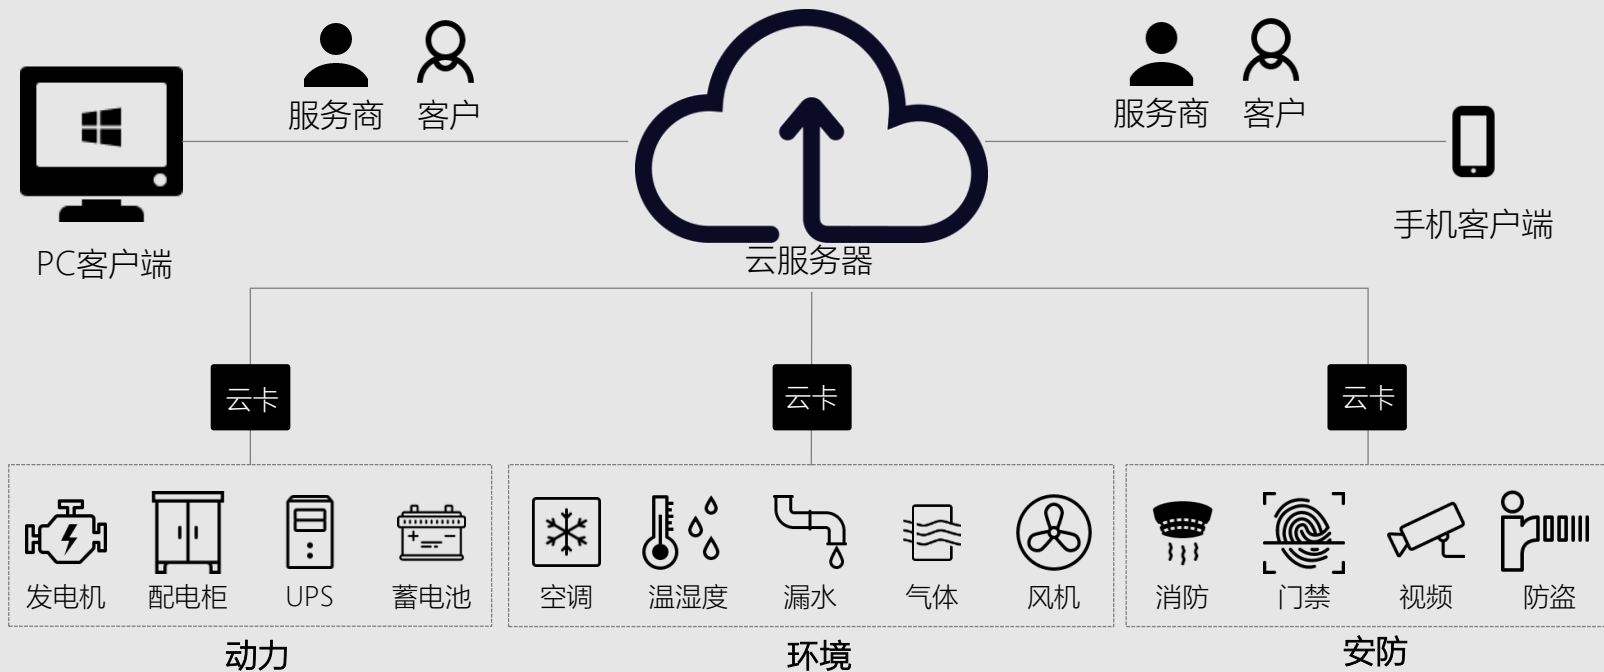 服务商 客户
服务商 客户
PC客户端
云服务器
手机客户端
云卡
云卡
云卡
发电机 配电柜 UPS 蓄电池
空调 温湿度 漏水 气体 风机
消防 门禁 视频 防盗
动力
环境
安防